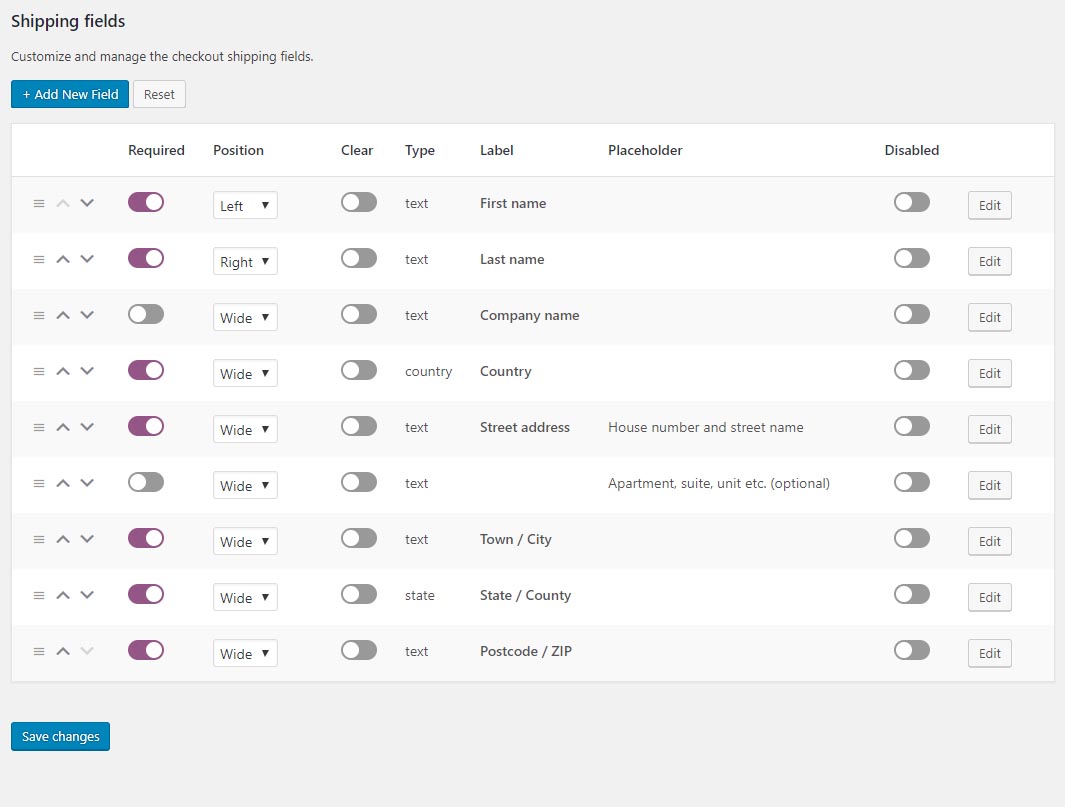 Shipping fields
Customize and manage the checkout shipping fields.
+ Add New Field Reset
Required Position Clear Type Label Placeholder Disabled
Left text First name Edit
Right text Last name Edit
Wide text Company name Edit
Wide country Country Edit
Wide text Street address House number and street name Edit
Wide text Apartment, suite, unit etc. (optional) Edit
Wide text Town / City Edit
Wide state State / County Edit
Wide text Postcode / ZIP Edit
Save changes